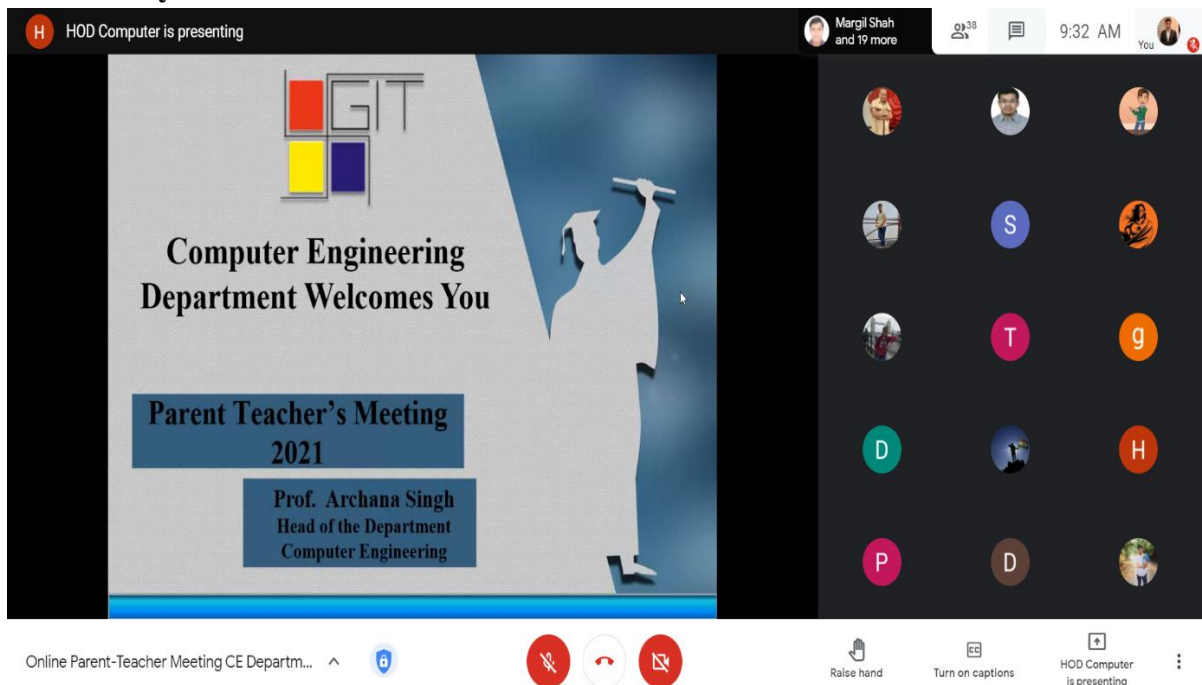 H HOD Computer is presenting
Margil Shah
and 19 more
38
9:32 AM
You
GIT
Computer Engineering
Department Welcomes You
Parent Teacher's Meeting
2021
Prof. Archana Singh
Head of the Department
Computer Engineering
S
T
g
D
H
P
D
Online Parent-Teacher Meeting CE Departm...
Raise hand
CC
Turn on captions
HOD Computer
is presenting